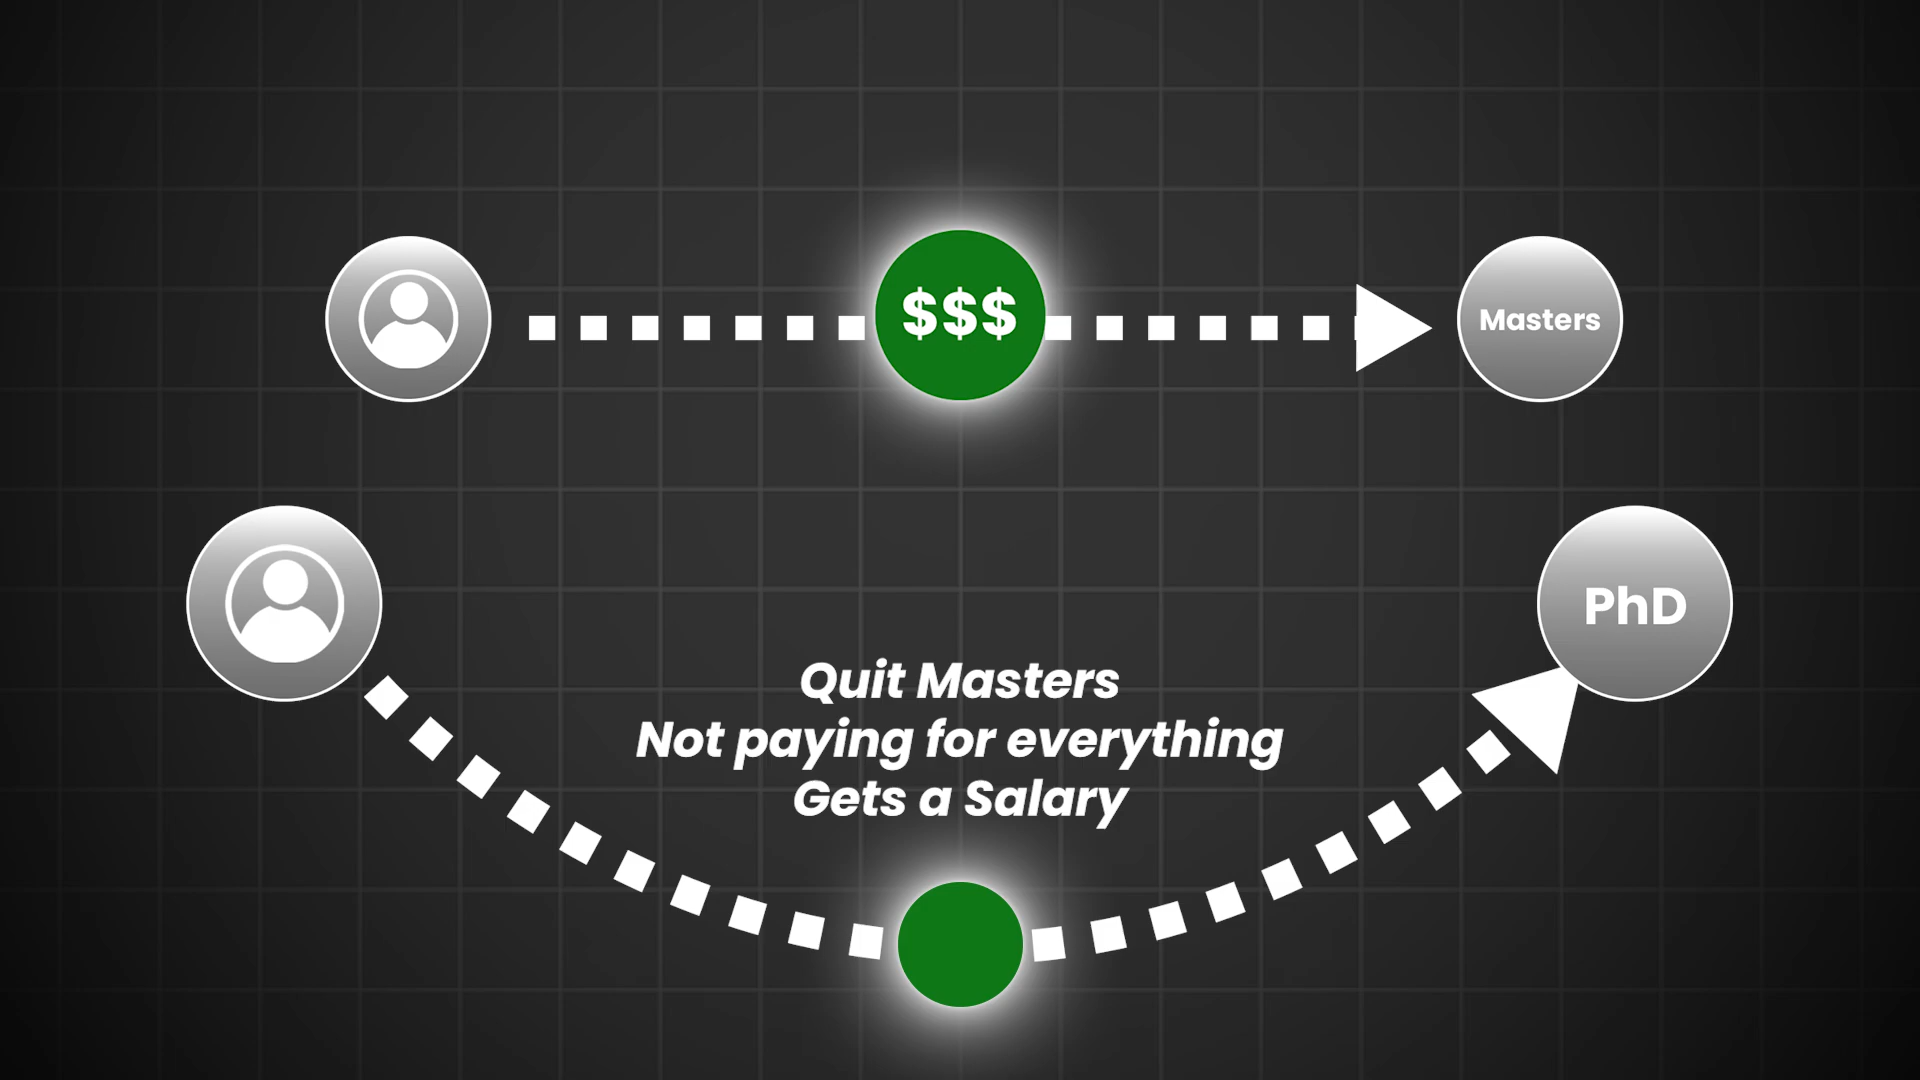 $$$
Masters
PhD
Quit Masters
Not paying for everything
Gets a Salary